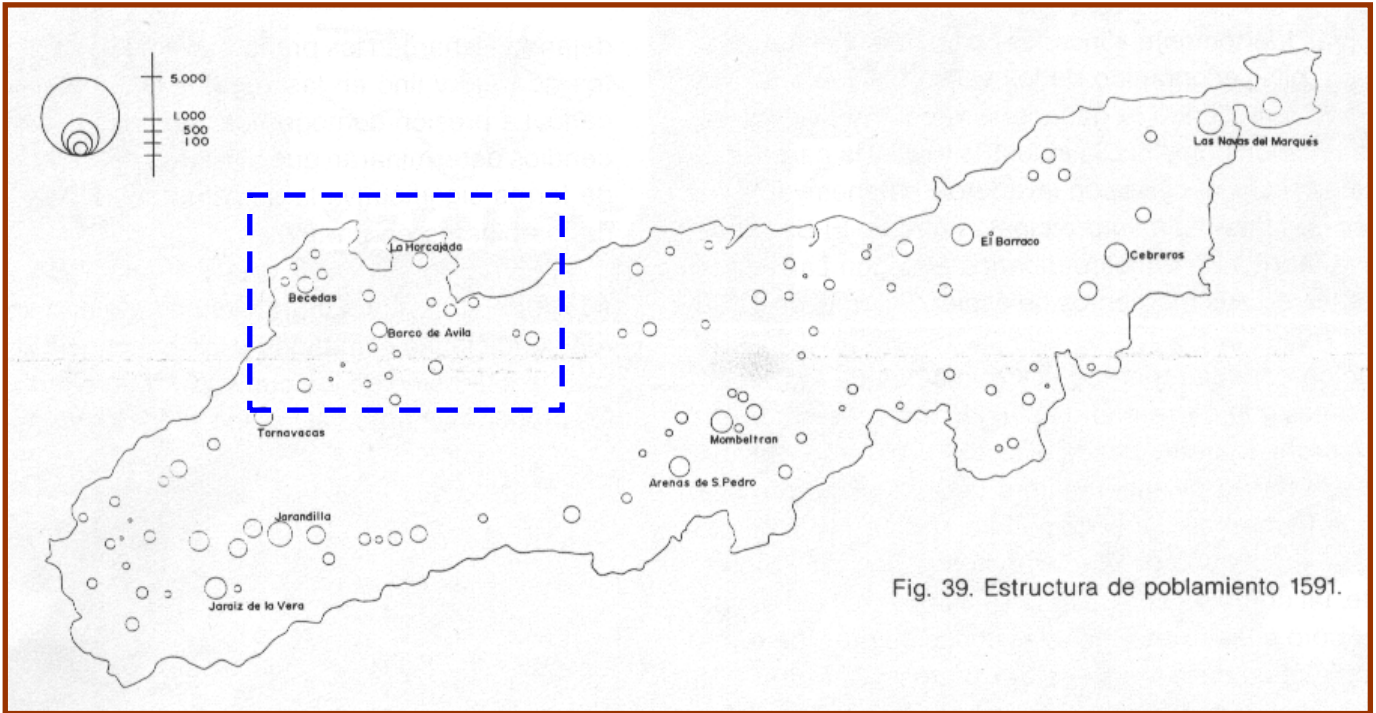 5.000
1.000
500
100
Las Navas del Marqués
El Barraco
Cebreros
La Horcajada
Becedas
Barco de Avila
Tornavacas
Mombeltran
Arenas de S. Pedro
Jarandilla
Jaraiz de la Vera
Fig. 39. Estructura de poblamiento 1591.